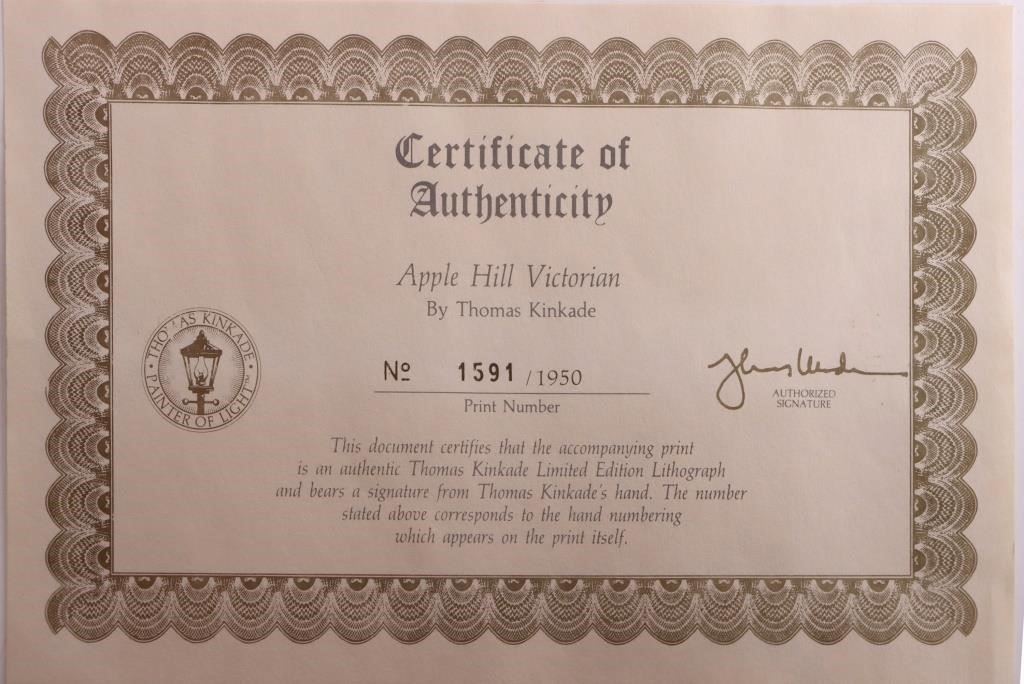 Certificate of
Authenticity
Apple Hill Victorian
By Thomas Kinkade
THOMAS KINKADE
PAINTER OF LIGHT™
Nº 1591 /1950
Print Number
AUTHORIZED
SIGNATURE
This document certifies that the accompanying print
is an authentic Thomas Kinkade Limited Edition Lithograph
and bears a signature from Thomas Kinkade's hand. The number
stated above corresponds to the hand numbering
which appears on the print itself.